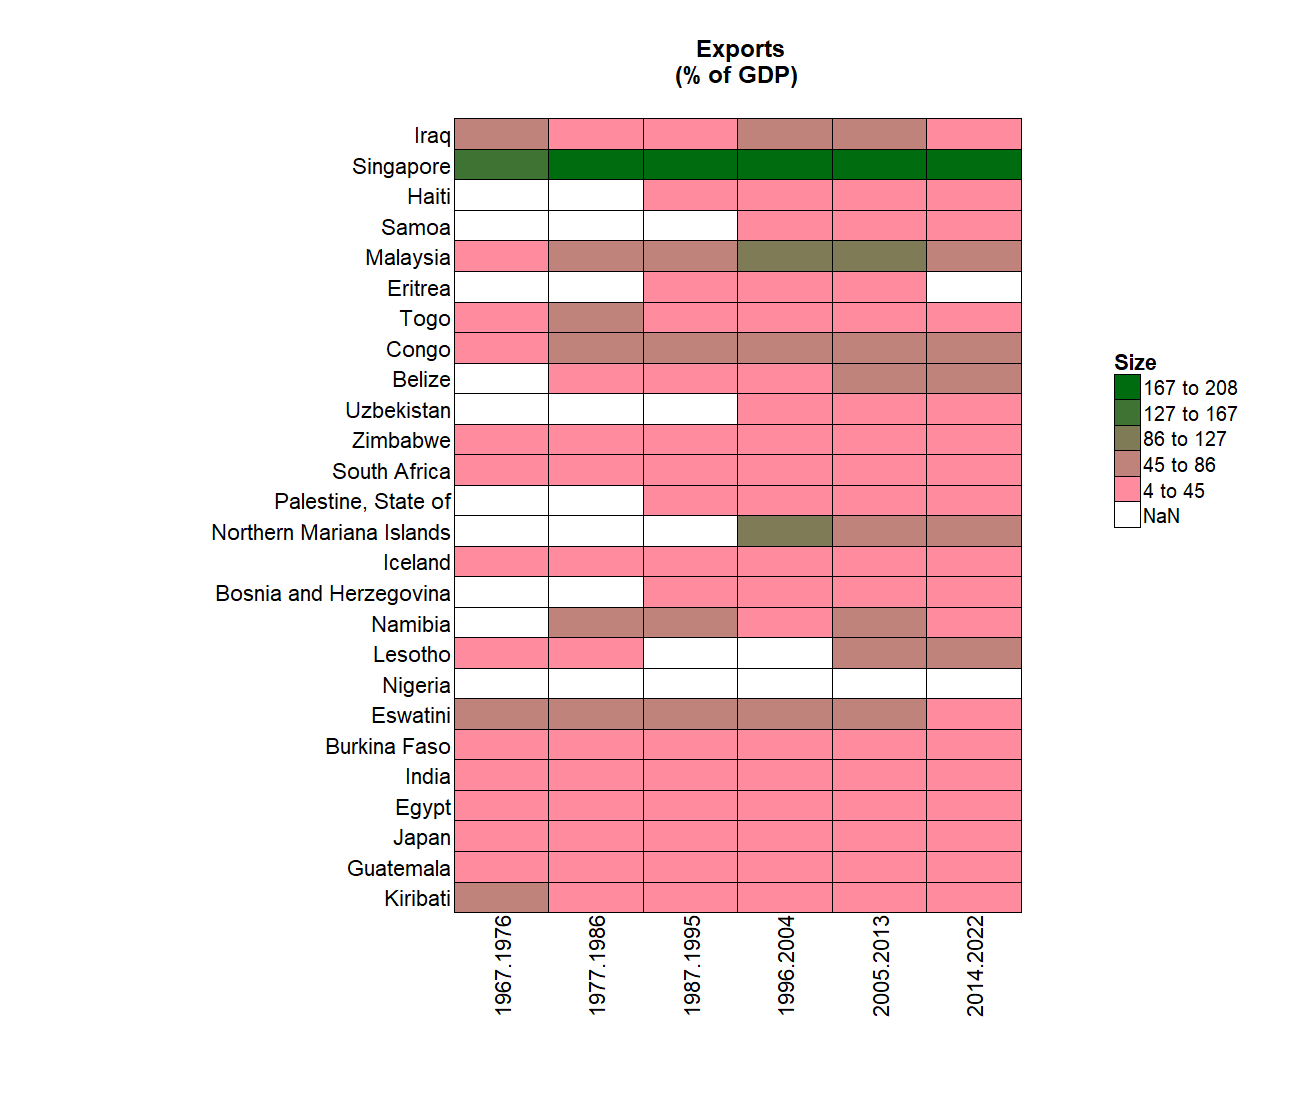 Exports
(% of GDP)
Iraq
Singapore
Haiti
Samoa
Malaysia
Eritrea
Togo
Congo
Belize
Uzbekistan
Zimbabwe
South Africa
Palestine, State of
Northern Mariana Islands
Iceland
Bosnia and Herzegovina
Namibia
Lesotho
Nigeria
Eswatini
Burkina Faso
India
Egypt
Japan
Guatemala
Kiribati
1967.1976
1977.1986
1987.1995
1996.2004
2005.2013
2014.2022
Size
167 to 208
127 to 167
86 to 127
45 to 86
4 to 45
NaN